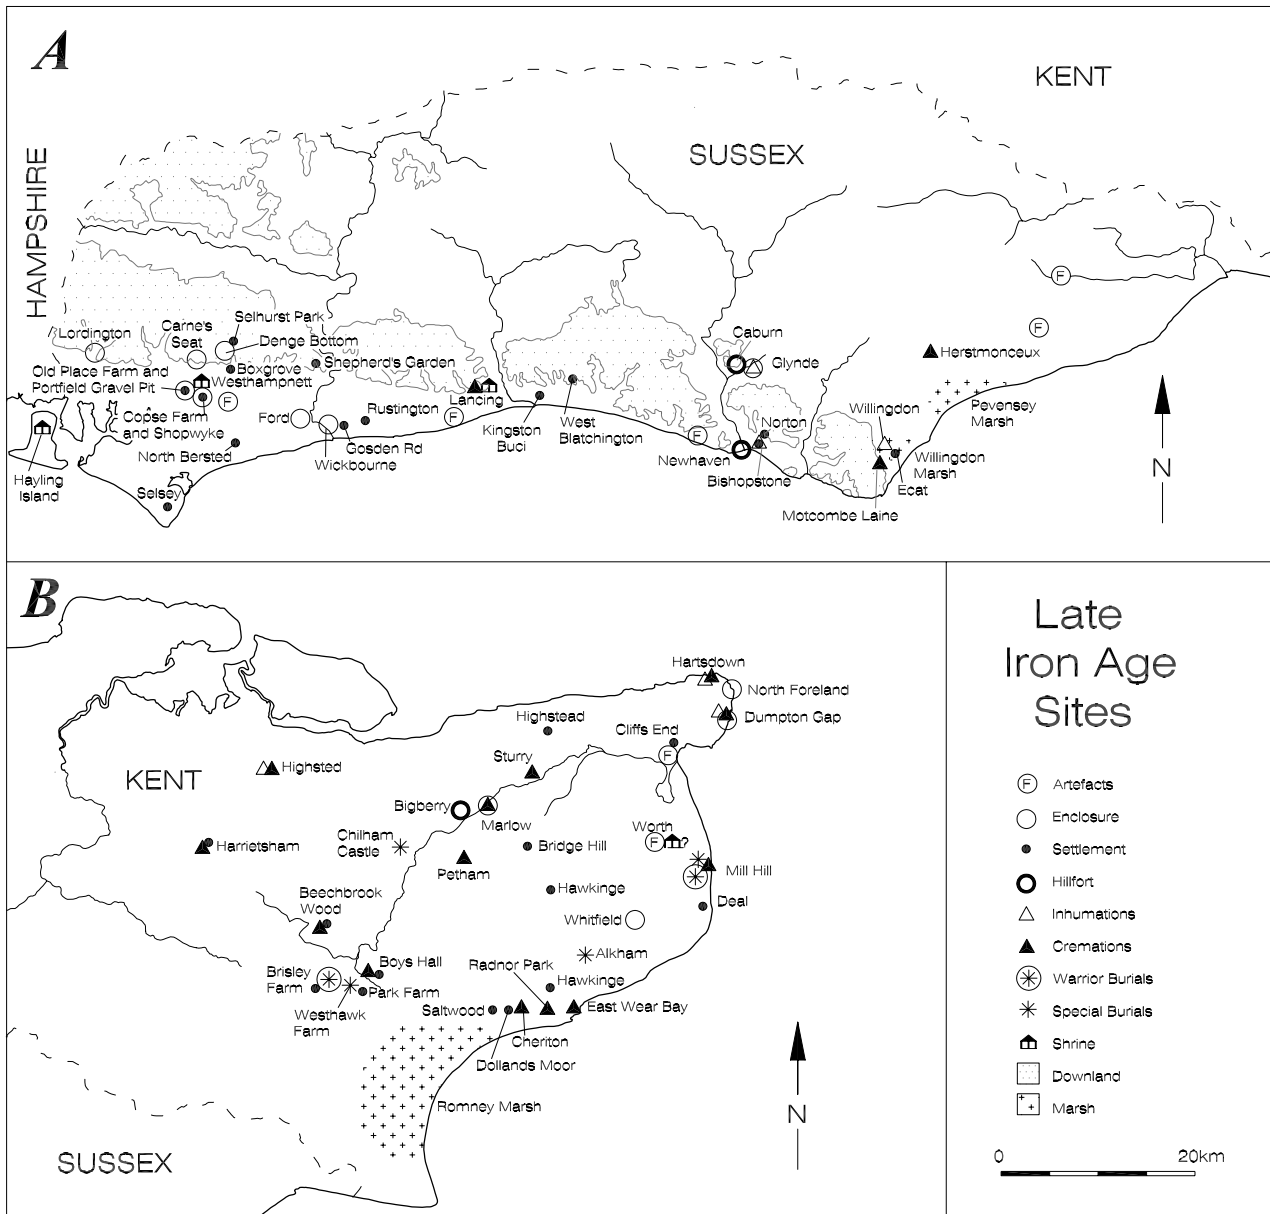 A
KENT
SUSSEX
HAMPSHIRE
Selhurst Park
Carne's
Seat
Lordington
Denge Bottom
Shepherd's Garden
Boxgrove
Old Place Farm and
Portfield Gravel Pit
Westhampnett
Copse Farm
and Shopwyke
F
North Bersted
Ford
Wickbourne
Rustington
Gosden Rd
F
Lancing
Kingston
Buci
West
Blatchington
Hayling
Island
Selsey
Caburn
Glynde
F
Newhaven
Norton
Bishopstone
Willingdon
Willingdon
Marsh
Ecat
Motcombe Laine
Herstmonceux
Pevensey
Marsh
F
F
N
B
KENT
SUSSEX
Hartsdown
North Foreland
Dumpton Gap
Highstead
Cliffs End
F
Sturry
Highsted
Bigberry
Marlow
Chilham
Castle
Harrietsham
Petham
Bridge Hill
Worth
F
?
Mill Hill
Hawkinge
Deal
Whitfield
Beechbrook
Wood
Alkham
Boys Hall
Radnor Park
Hawkinge
Brisley
Farm
Park Farm
Westhawk
Farm
Saltwood
East Wear Bay
Cheriton
Dollands Moor
Romney Marsh
N
Late
Iron Age
Sites
F Artefacts
Enclosure
Settlement
Hillfort
Inhumations
Cremations
Warrior Burials
Special Burials
Shrine
Downland
Marsh
0 20km